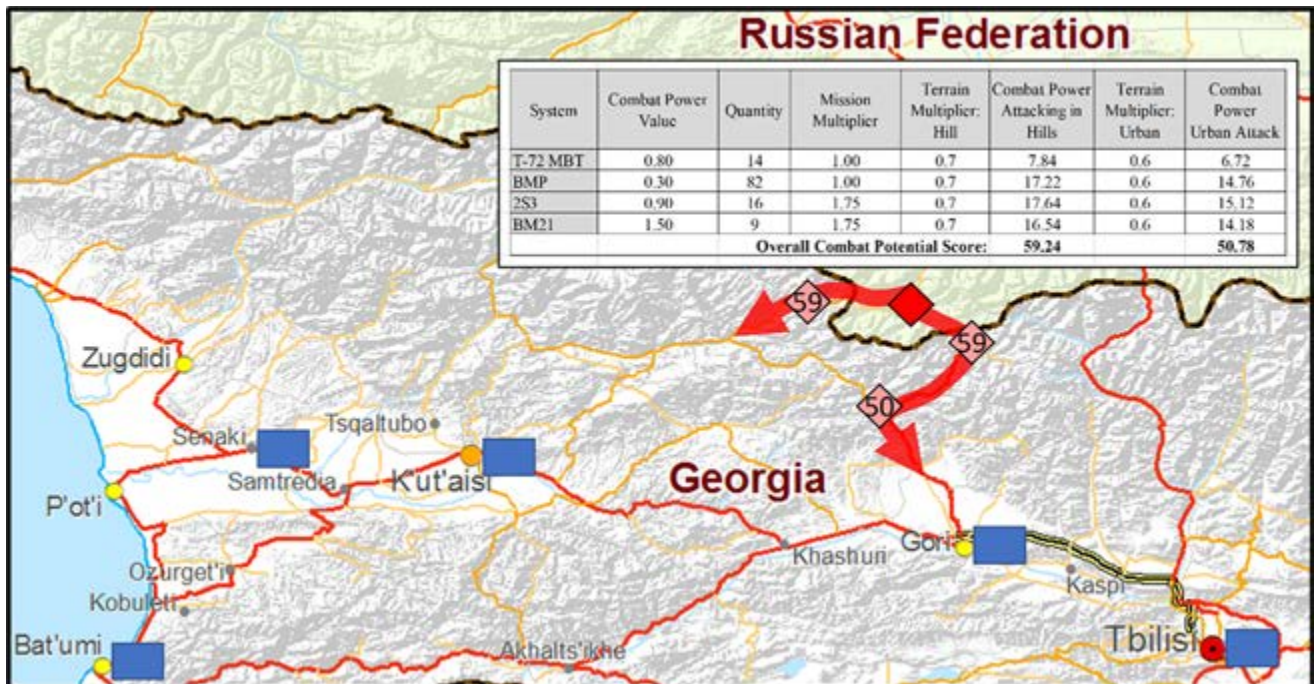 Russian Federation
System Combat Power Value Quantity Mission Multiplier Terrain Multiplier: Hill Combat Power Attacking in Hills Terrain Multiplier: Urban Combat Power Urban Attack
T-72 MBT 0.80 14 1.00 0.7 7.84 0.6 6.72
BMP 0.30 82 1.00 0.7 17.22 0.6 14.76
2S3 0.90 16 1.75 0.7 17.64 0.6 15.12
BM21 1.50 9 1.75 0.7 16.54 0.6 14.18
Overall Combat Potential Score: 59.24 50.78
59
59
Zugdidi
50
Tsqaltubo
Senaki
K'ut'aisi
Georgia
Samtredia
P'ot'i
Gori
Khashuri
Ozurget'i
Kaspi
Kobuleti
Bat'umi
Akhalts'ikhe
Tbilisi